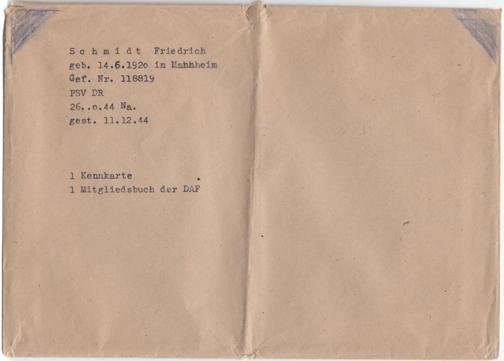 S c h m i d t Friedrich
geb. 14.6.192o in Mahhheim
Gef. Nr. 118819
PSV DR
26..o.44 Na.
gest. 11.12.44
1 Kennkarte
1 Mitgliedsbuch der DAF